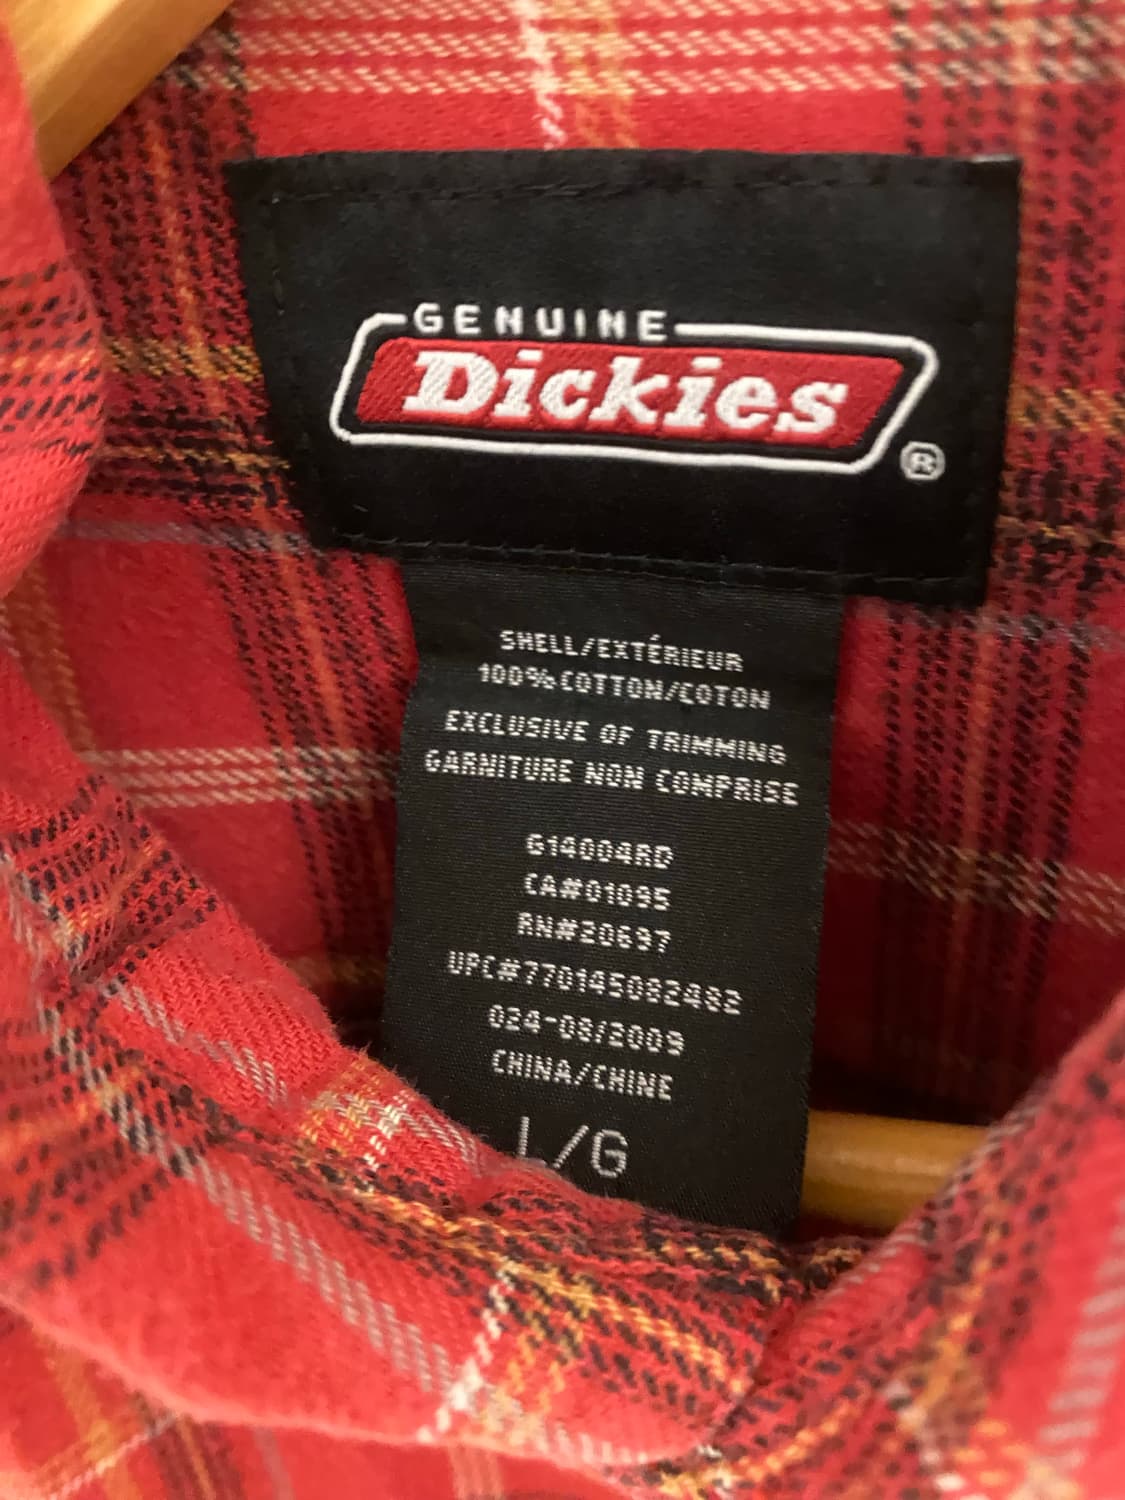 GENUINE
Dickies
®
SHELL/EXTÉRIEUR
100% COTTON/COTON
EXCLUSIVE OF TRIMMING
GARNITURE NON COMPRISE
G14004RD
CA#01095
RN#20697
UPC#770145082482
024-08/2009
CHINA/CHINE
L/G